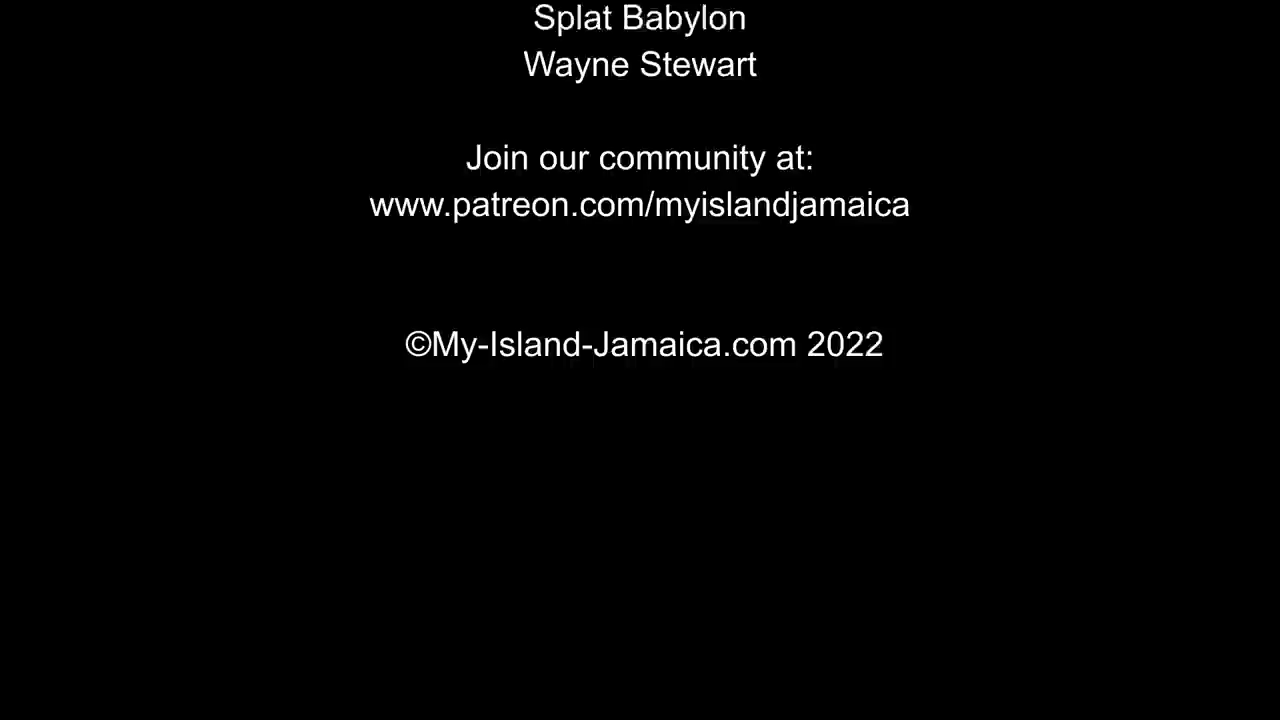 Splat Babylon
Wayne Stewart
Join our community at:
www.patreon.com/myislandjamaica
©My-Island-Jamaica.com 2022